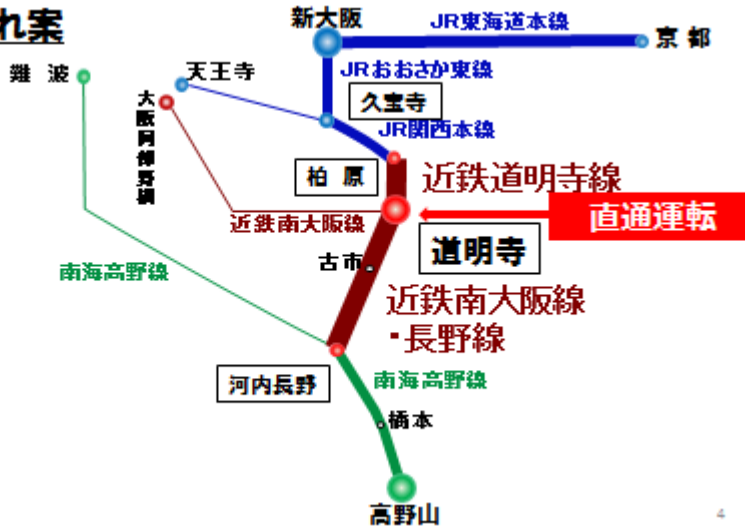 れ案
新大阪
JR東海道本線
京都
難波
天王寺
JRおおさか東線
大阪阿部野橋
久宝寺
JR関西本線
柏原
近鉄道明寺線
直通運転
近鉄南大阪線
道明寺
古市
南海高野線
近鉄南大阪線
・長野線
河内長野
南海高野線
橋本
高野山
4